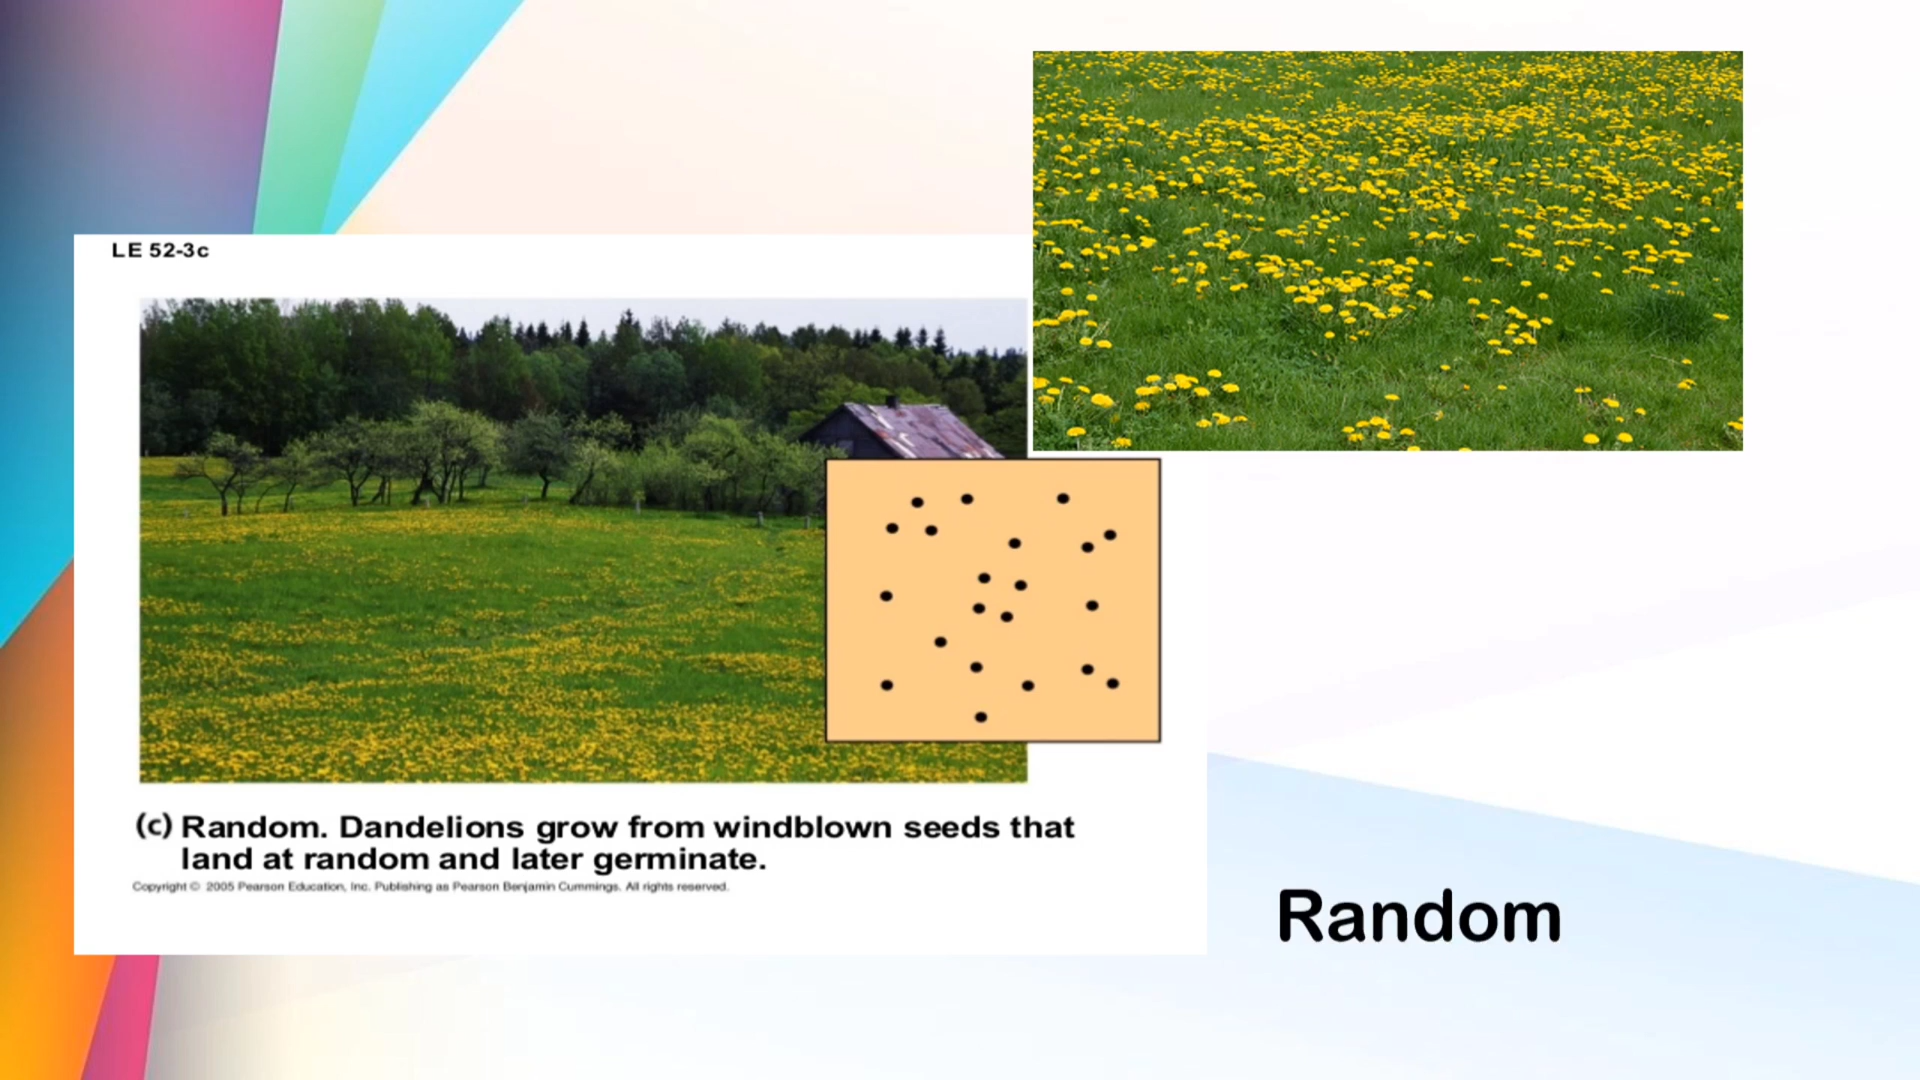 LE 52-3c
(c) Random. Dandelions grow from windblown seeds that
land at random and later germinate.
Copyright © 2005 Pearson Education, Inc. Publishing as Pearson Benjamin Cummings. All rights reserved.
Random